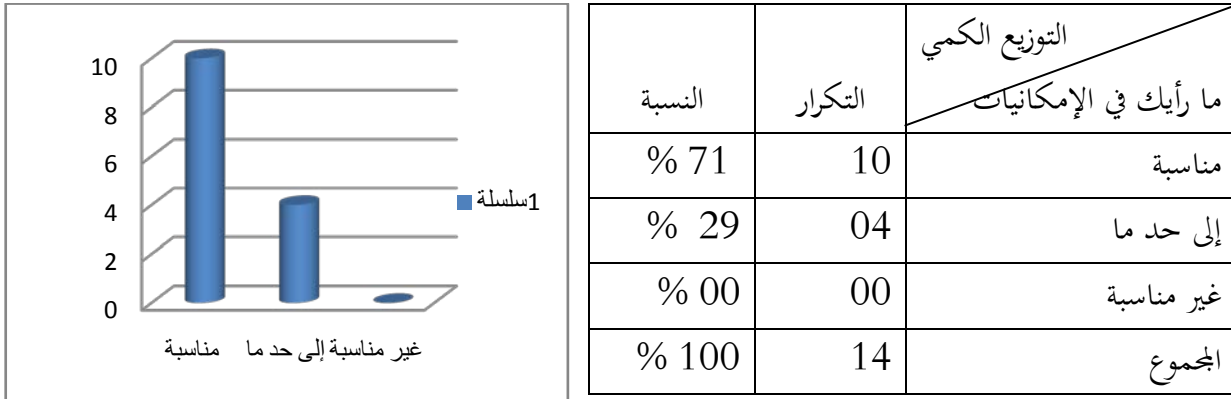 التوزيع الكمي
ما رأيك في الإمكانيات التكرار النسبة
مناسبة 10 71 %
إلى حد ما 04 29 %
غير مناسبة 00 00 %
المجموع 14 100 %
10
8
6
4
2
0
مناسبة إلى حد ما غير مناسبة
سلسلة1